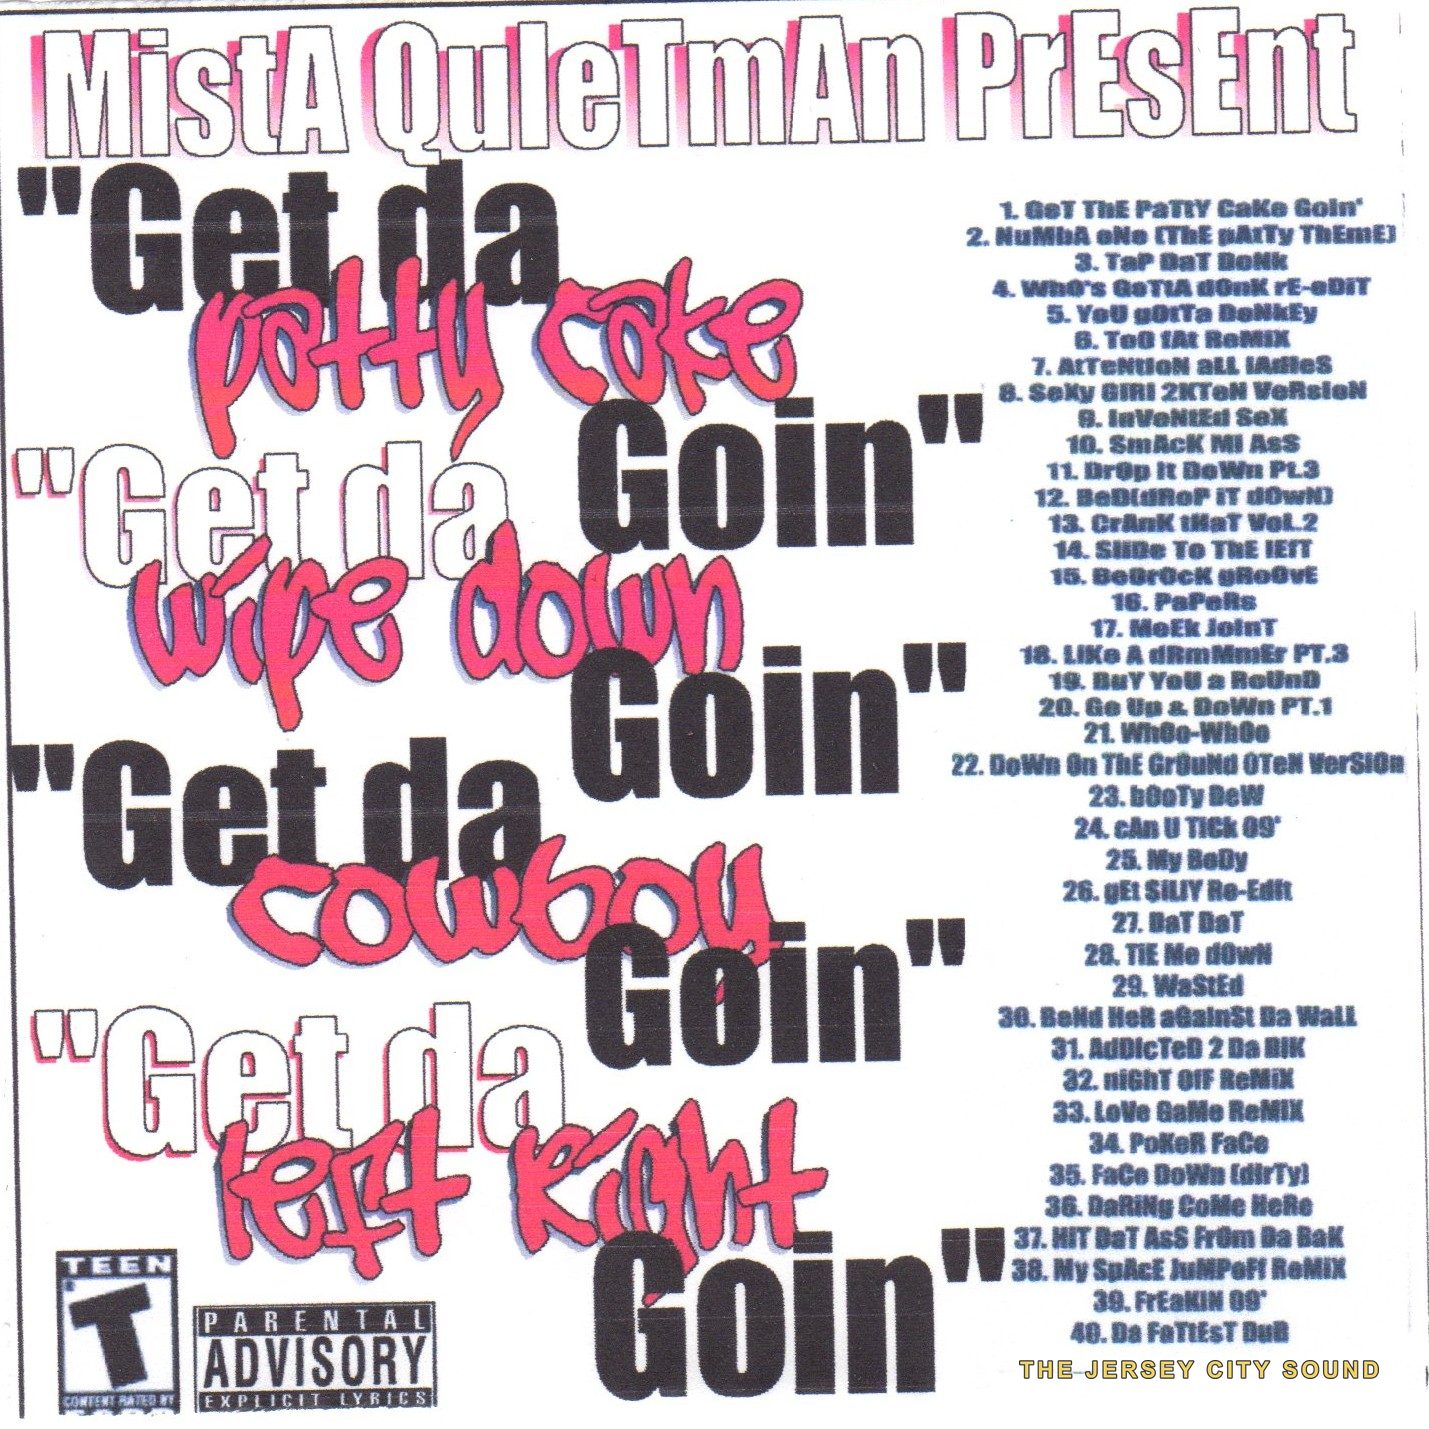 MistA QuIeTmAn PrEsEnt
"Get da
patty cake
Goin"
"Get da
wipe down
Goin"
"Get da
cowboy
Goin"
"Get da
left right
Goin"
1. GeT ThE PaTtY CaKe GoIn'
2. NuMbA oNe (ThE pAtTy ThEmE)
3. TaP DaT DoNk
4. WhO's GoTtA dOnK rE-eDiT
5. YoU gOtTa DoNkEy
6. ToO fAt ReMiX
7. AtTeNtIoN aLL lAdIeS
8. SeXy GiRl 2KTeN VeRsIoN
9. InVeNtEd SeX
10. SmAcK Mi AsS
11. DrOp It DoWn Pt.3
12. BeD(dRoP iT dOwN)
13. CrAnK tHaT VoL.2
14. SliDe To ThE lEfT
15. BeDrOcK gRoOvE
16. PaPeRs
17. MeEk JoInT
18. LiKe A dRmMmEr PT.3
19. BuY YoU a RoUnD
20. Go Up & DoWn PT.1
21. WhOo-WhOo
22. DoWn On ThE GrOuNd OTeN VerSiOn
23. bOoTy DeW
24. cAn U TiCk 09'
25. My BoDy
26. gEt SiLlY Re-EdIt
27. DaT DaT
28. TiE Me dOwN
29. WaStEd
30. BeNd HeR aGaInSt Da WaLL
31. AdDIcTeD 2 Da DIK
32. niGhT OfF ReMiX
33. LoVe GaMe ReMiX
34. PoKeR FaCe
35. FaCe DoWn (dIrTy)
36. DaRiNg CoMe HeRe
37. HiT DaT AsS FrOm Da BaK
38. My SpAcE JuMPoFf ReMiX
39. FrEaKiN 09'
40. Da FaTtEsT DuB
THE JERSEY CITY SOUND
TEEN
T
CONTENT RATED BY
PARENTAL
ADVISORY
EXPLICIT LYRICS